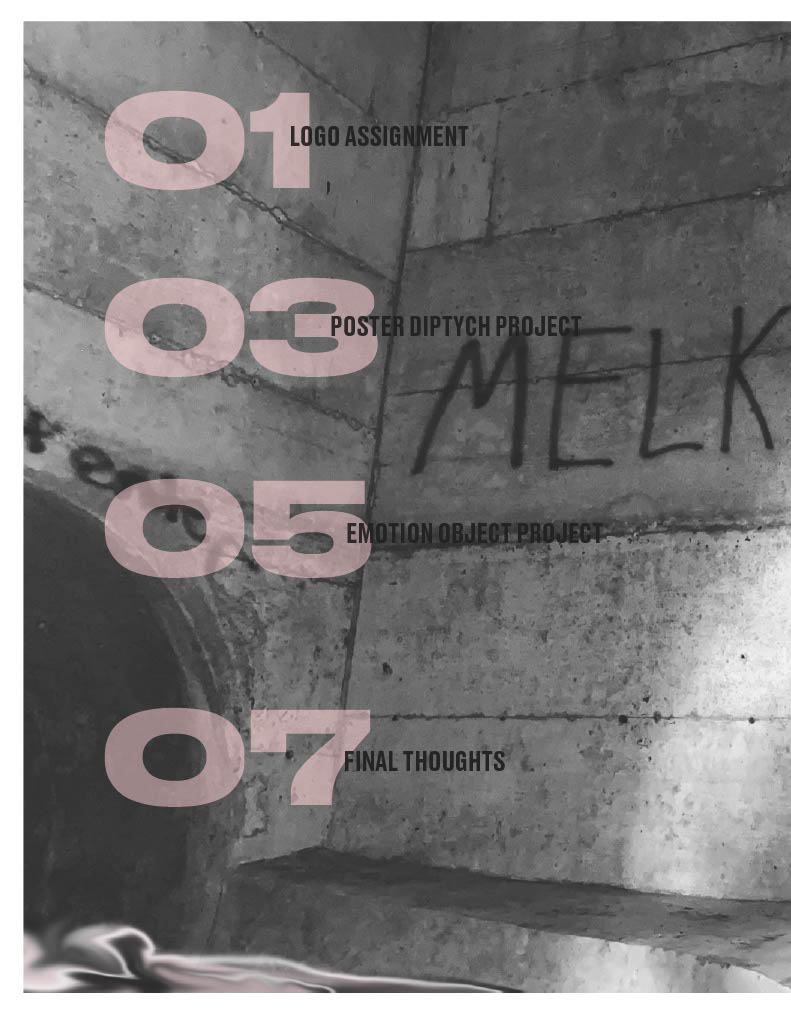 01
LOGO ASSIGNMENT
03
POSTER DIPTYCH PROJECT
MELK
05
EMOTION OBJECT PROJECT
07
FINAL THOUGHTS